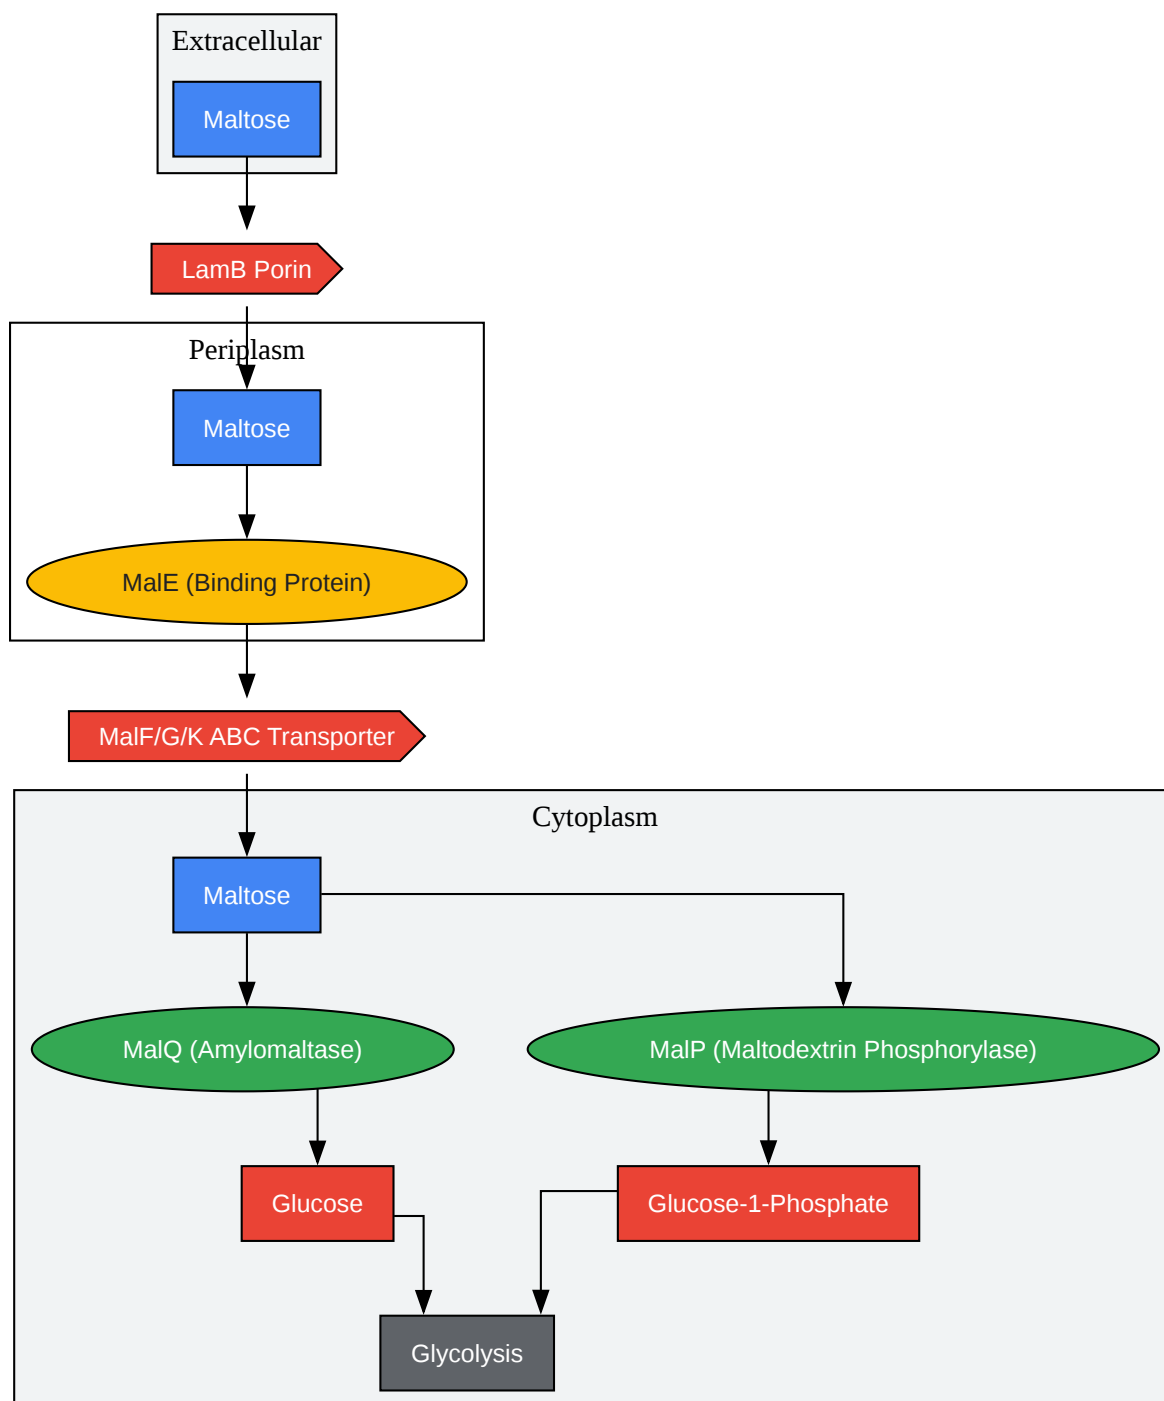 Extracellular
Maltose
LamB Porin
Periplasm
Maltose
MalE (Binding Protein)
MalF/G/K ABC Transporter
Cytoplasm
Maltose
MalQ (Amylomaltase)
MalP (Maltodextrin Phosphorylase)
Glucose
Glucose-1-Phosphate
Glycolysis